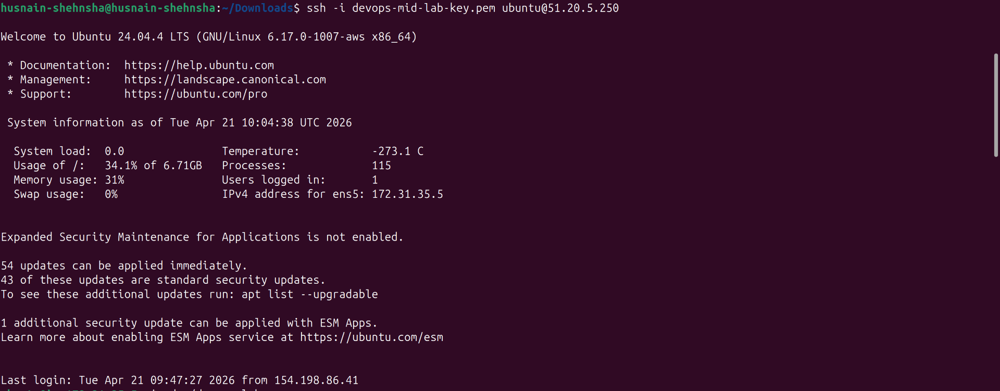 husnain-shehnsha@husnain-shehnsha:~/Downloads$ ssh -i devops-mid-lab-key.pem ubuntu@51.20.5.250
Welcome to Ubuntu 24.04.4 LTS (GNU/Linux 6.17.0-1007-aws x86_64)
* Documentation:  https://help.ubuntu.com
* Management:     https://landscape.canonical.com
* Support:        https://ubuntu.com/pro
System information as of Tue Apr 21 10:04:38 UTC 2026
System load:  0.0               Temperature:           -273.1 C
Usage of /:   34.1% of 6.71GB   Processes:             115
Memory usage: 31%               Users logged in:       1
Swap usage:   0%                IPv4 address for ens5: 172.31.35.5
Expanded Security Maintenance for Applications is not enabled.
54 updates can be applied immediately.
43 of these updates are standard security updates.
To see these additional updates run: apt list --upgradable
1 additional security update can be applied with ESM Apps.
Learn more about enabling ESM Apps service at https://ubuntu.com/esm
Last login: Tue Apr 21 09:47:27 2026 from 154.198.86.41